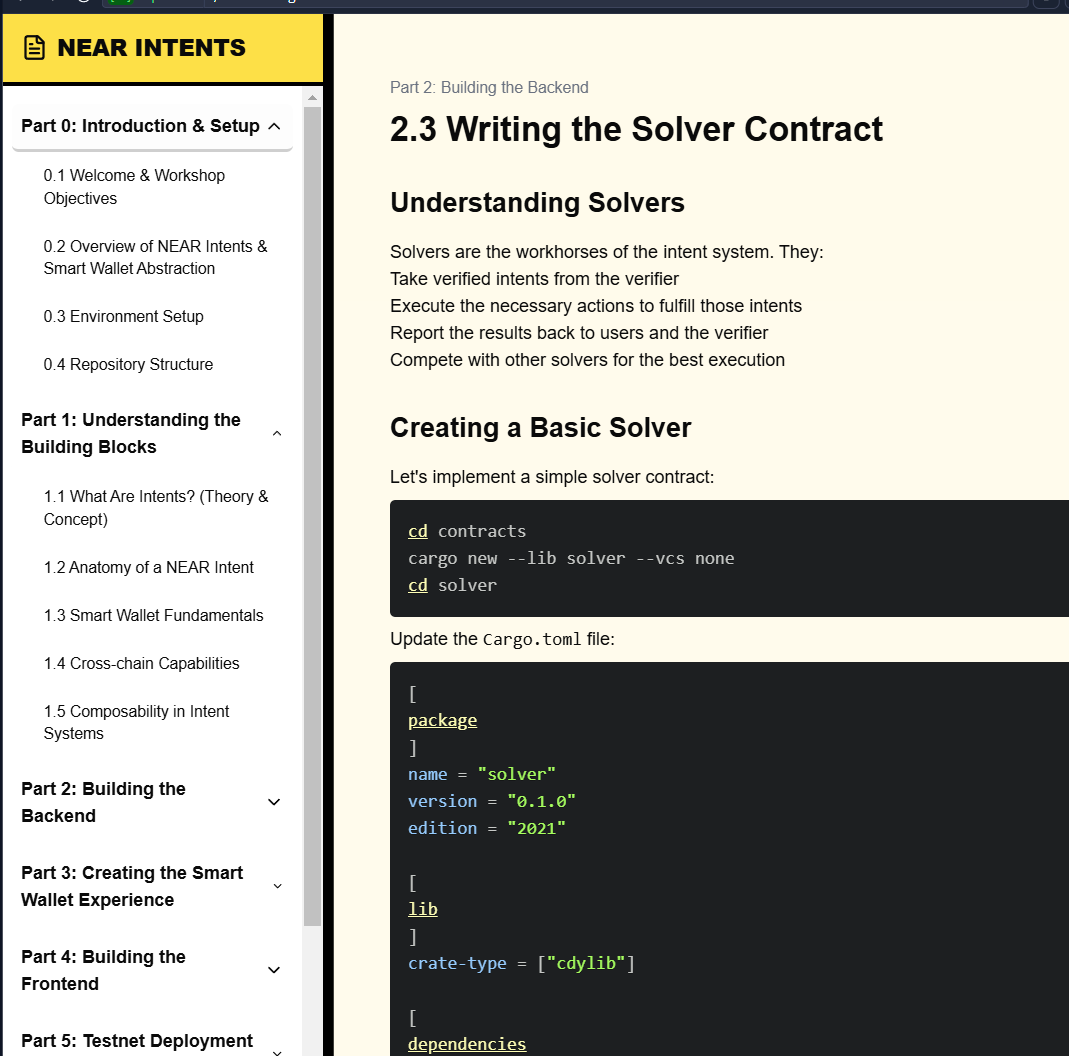 NEAR INTENTS
Part 0: Introduction & Setup
0.1 Welcome & Workshop
Objectives
0.2 Overview of NEAR Intents &
Smart Wallet Abstraction
0.3 Environment Setup
0.4 Repository Structure
Part 1: Understanding the
Building Blocks
1.1 What Are Intents? (Theory &
Concept)
1.2 Anatomy of a NEAR Intent
1.3 Smart Wallet Fundamentals
1.4 Cross-chain Capabilities
1.5 Composability in Intent
Systems
Part 2: Building the
Backend
Part 3: Creating the Smart
Wallet Experience
Part 4: Building the
Frontend
Part 5: Testnet Deployment
Part 2: Building the Backend
2.3 Writing the Solver Contract
Understanding Solvers
Solvers are the workhorses of the intent system. They:
Take verified intents from the verifier
Execute the necessary actions to fulfill those intents
Report the results back to users and the verifier
Compete with other solvers for the best execution
Creating a Basic Solver
Let's implement a simple solver contract:
cd contracts
cargo new --lib solver --vcs none
cd solver
Update the Cargo.toml file:
[
package
]
name = "solver"
version = "0.1.0"
edition = "2021"
[
lib
]
crate-type = ["cdylib"]
[
dependencies